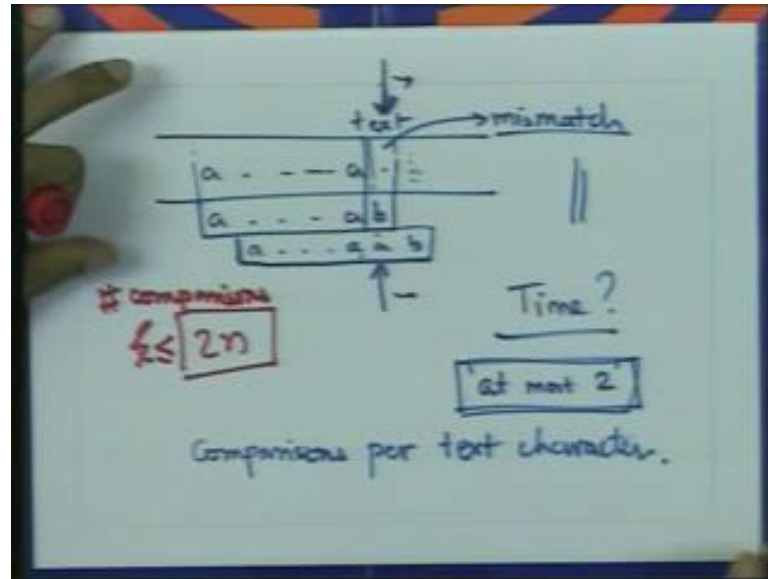 text
mismatch
a . - — a .
a . . . a b
a . . . a a b
# comparisons
≤ 2n
Time?
at most 2
Comparisons per text character.